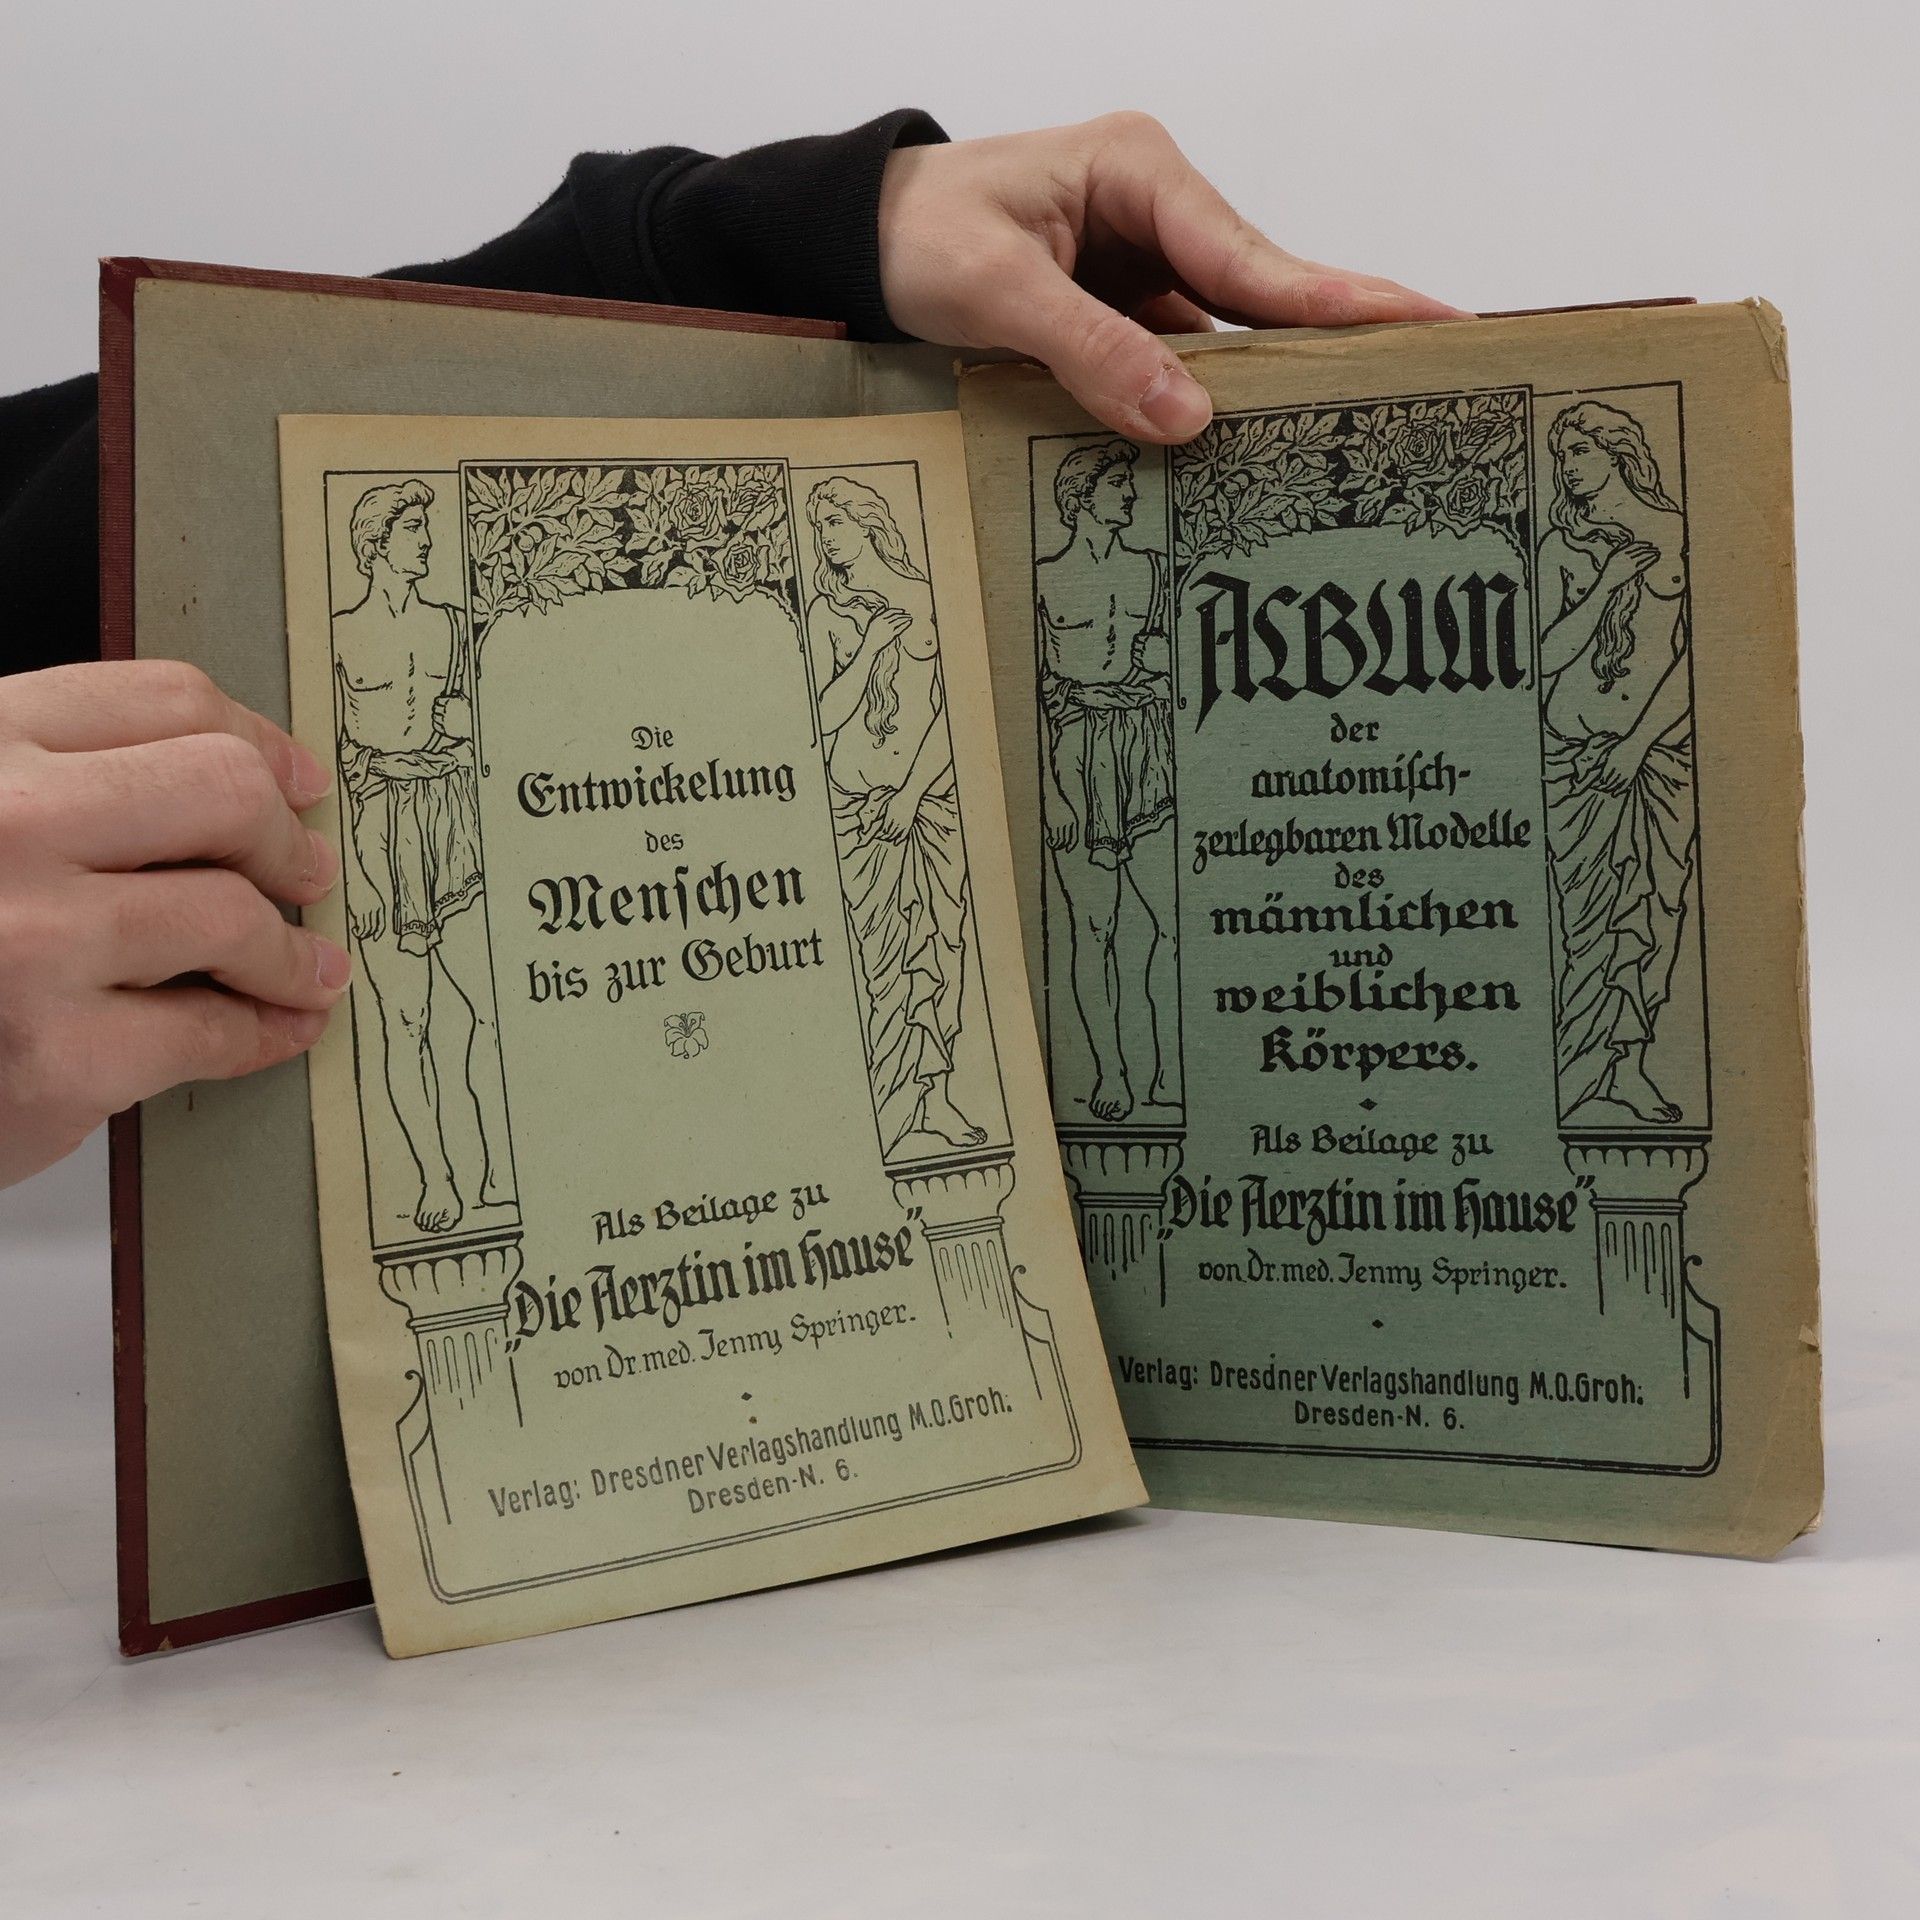 Die
Entwickelung
des
Menſchen
bis zur Geburt
Als Beilage zu
„Die Aerztin im Hause”
von Dr. med. Jenny Springer.
Verlag: Dresdner Verlagshandlung M.O.Groh.
Dresden-N. 6.
ALBUM
der
anatomiſch-
zerlegbaren Modelle
des
männlichen
und
weiblichen
Körpers.
Als Beilage zu
„Die Aerztin im Hause”
von Dr. med. Jenny Springer.
Verlag: Dresdner Verlagshandlung M.O.Groh.
Dresden-N. 6.